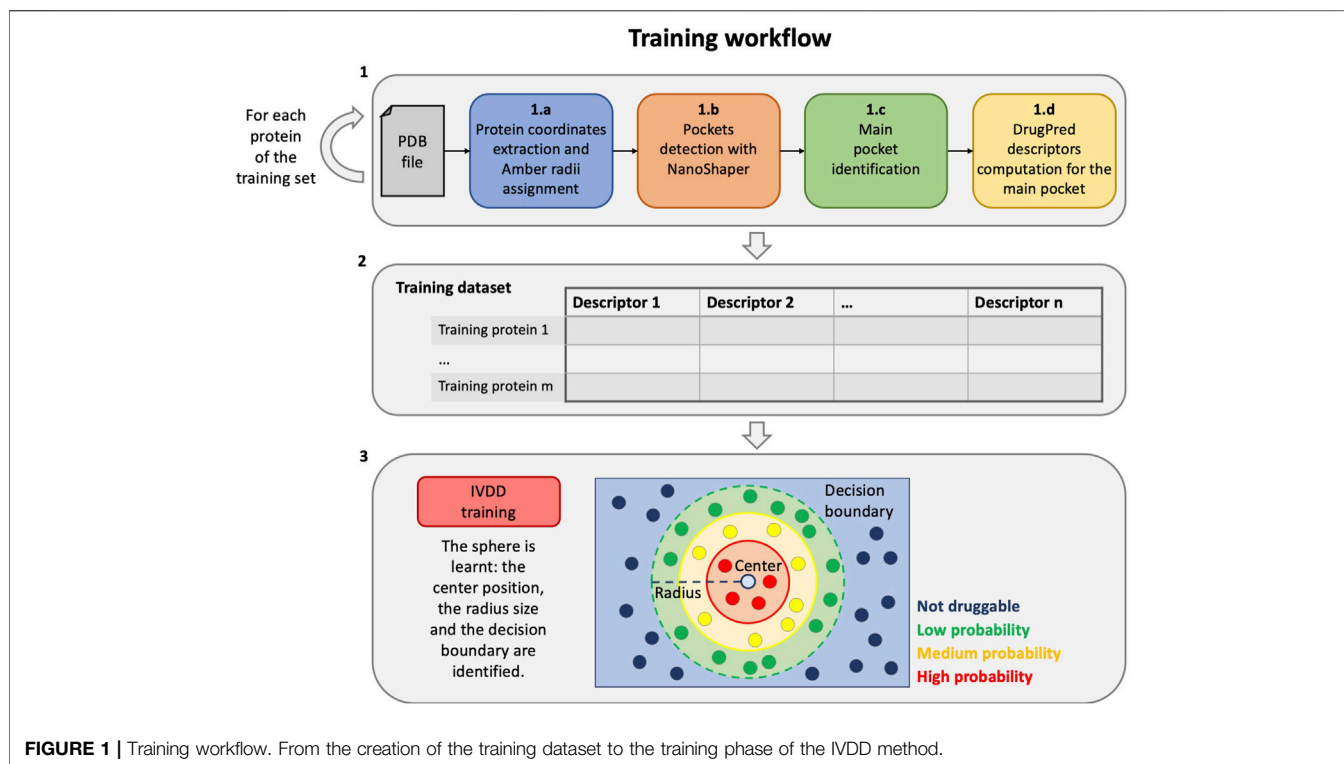 Training workflow
1
For each
protein
of the
training set
PDB
file
1.a
Protein coordinates
extraction and
Amber radii
assignment
1.b
Pockets
detection with
NanoShaper
1.c
Main
pocket
identification
1.d
DrugPred
descriptors
computation for the
main pocket
2
Training dataset
Descriptor 1 Descriptor 2 ... Descriptor n
Training protein 1
...
Training protein m
3
IVDD
training
The sphere is
learnt: the
center position,
the radius size
and the decision
boundary are
identified.
Decision
boundary
Center
Radius
Not druggable
Low probability
Medium probability
High probability
FIGURE 1 | Training workflow. From the creation of the training dataset to the training phase of the IVDD method.